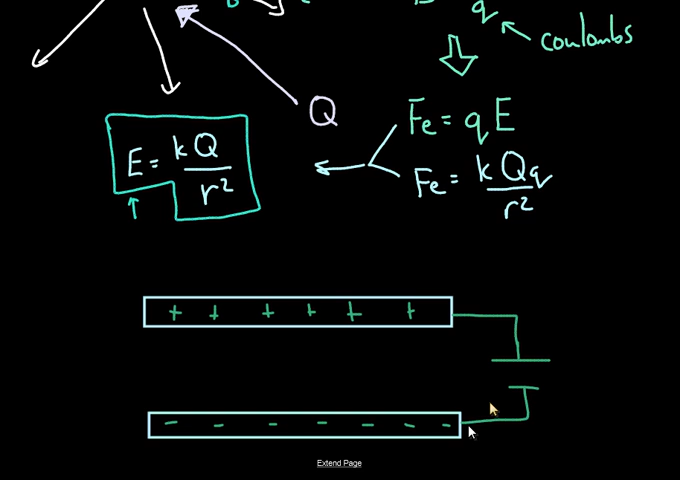 q
coulombs
Q
Fe = qE
E = kQ/r²
Fe = kQq/r²
+ + + + + +
- - - - - - -
Extend Page